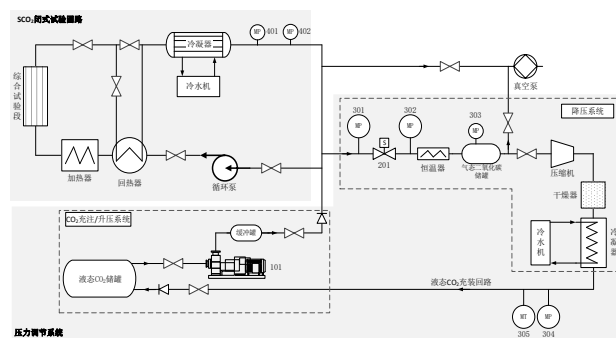 SCO₂闭式试验回路
MP
401
MP
402
冷凝器
冷水机
综合试验段
加热器
回热器
循环泵
真空泵
降压系统
301
MP
302
MP
303
MP
S
201
恒温器
气态二氧化碳
储罐
压缩机
干燥器
冷水机
冷凝器
CO₂充注/升压系统
缓冲罐
101
液态CO₂储罐
液态CO₂充装回路
MT
305
MP
304
压力调节系统